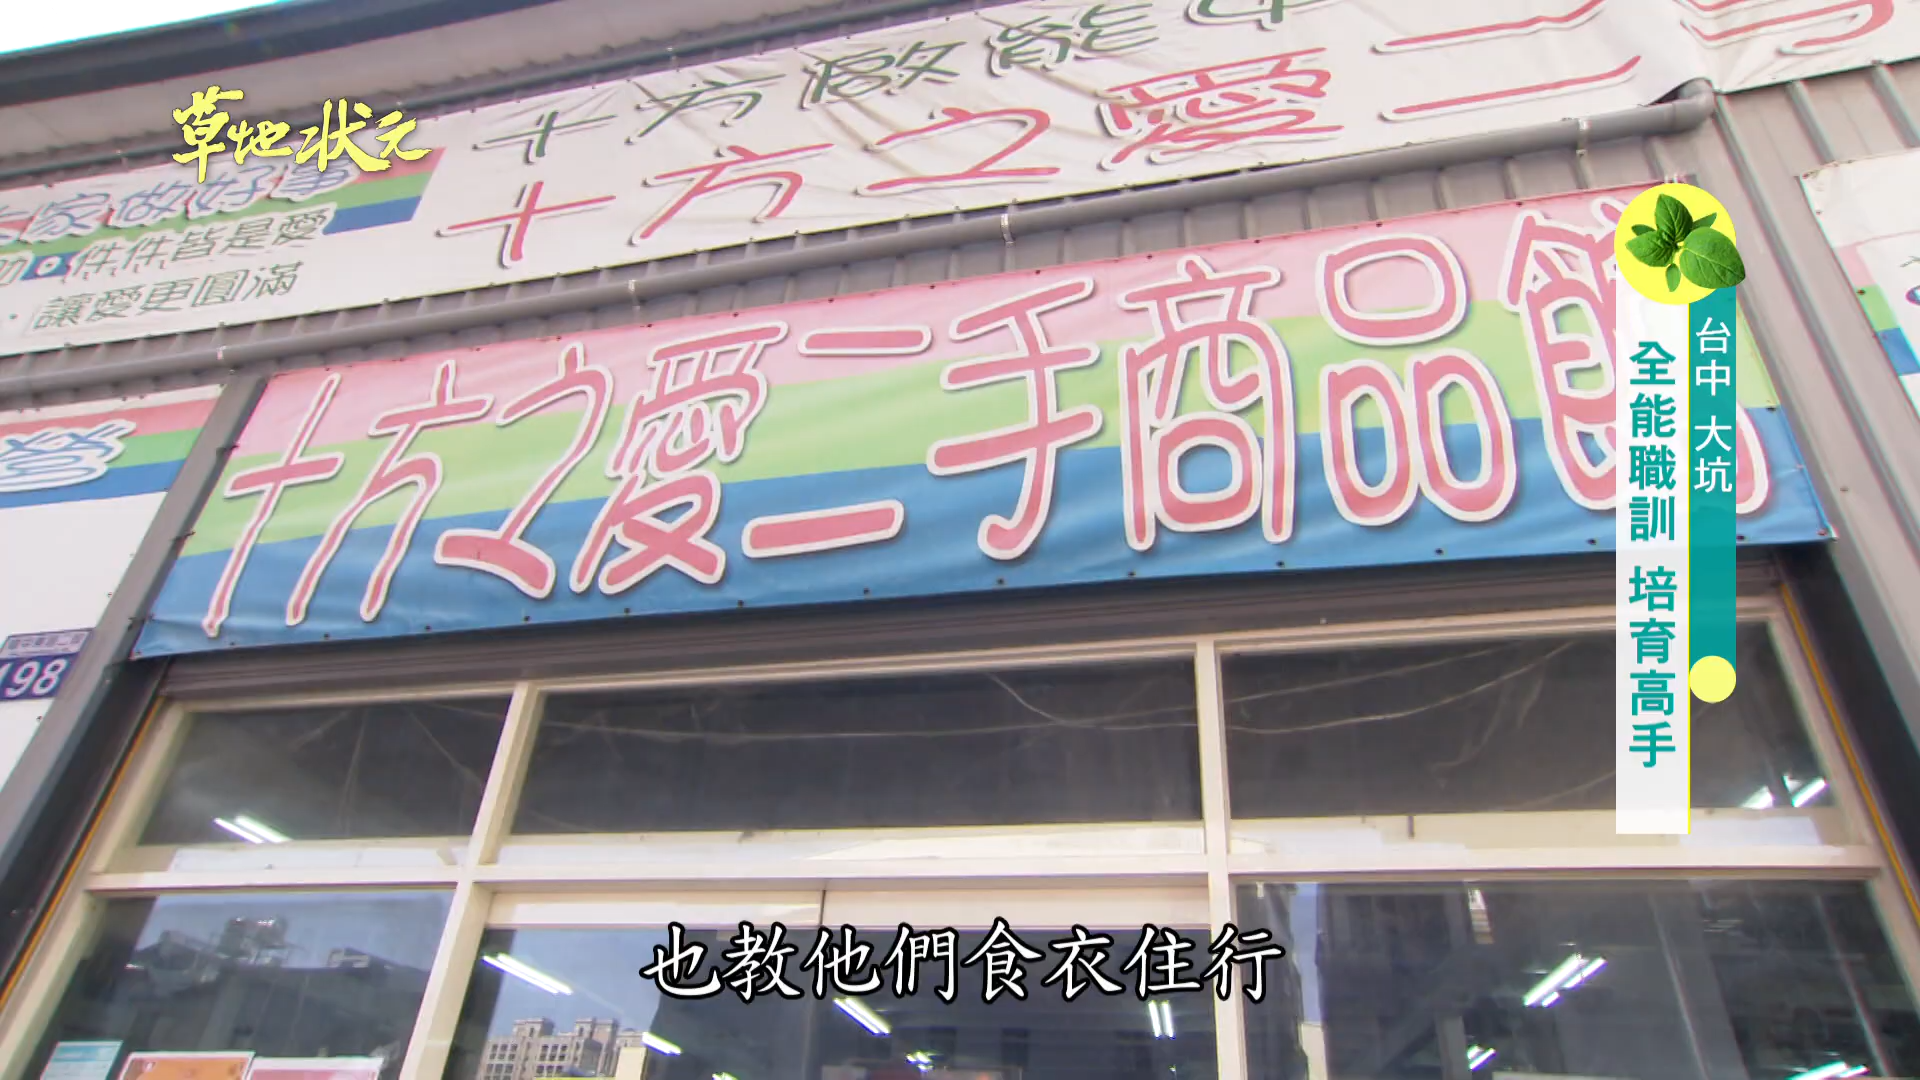 草地狀元
十方啟能中
十方之愛二手
家做好事
件件皆是愛
讓愛更圓滿
十方之愛二手商品館
198
台中 大坑
全能職訓 培育高手
也教他們食衣住行